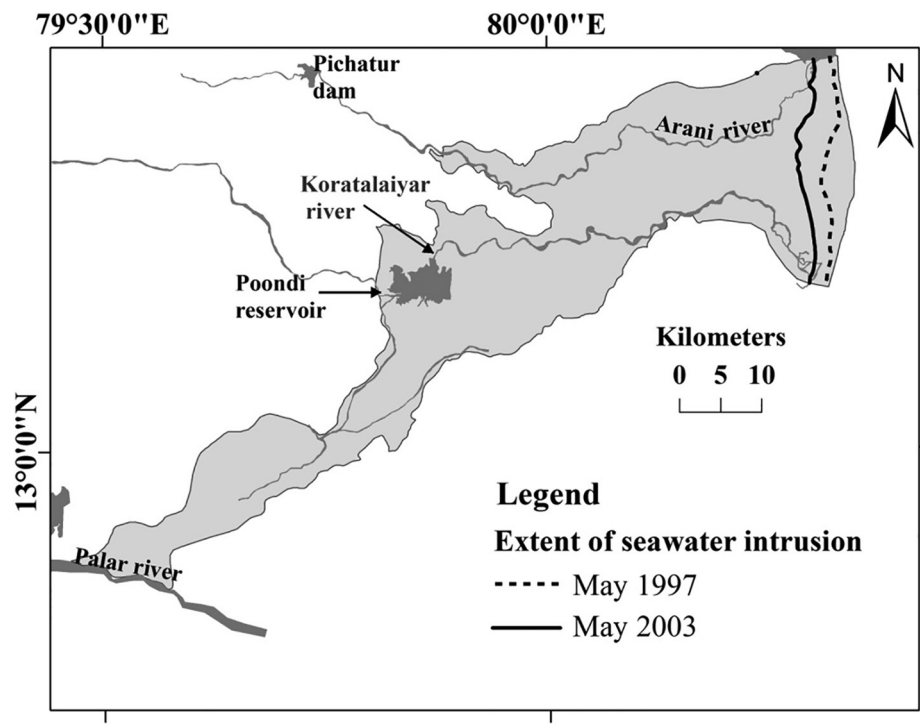 79°30'0"E
80°0'0"E
Pichatur
dam
N
Arani river
Koratalaiyar
river
Poondi
reservoir
Kilometers
0 5 10
13°0'0"N
Legend
Extent of seawater intrusion
May 1997
May 2003
Palar river